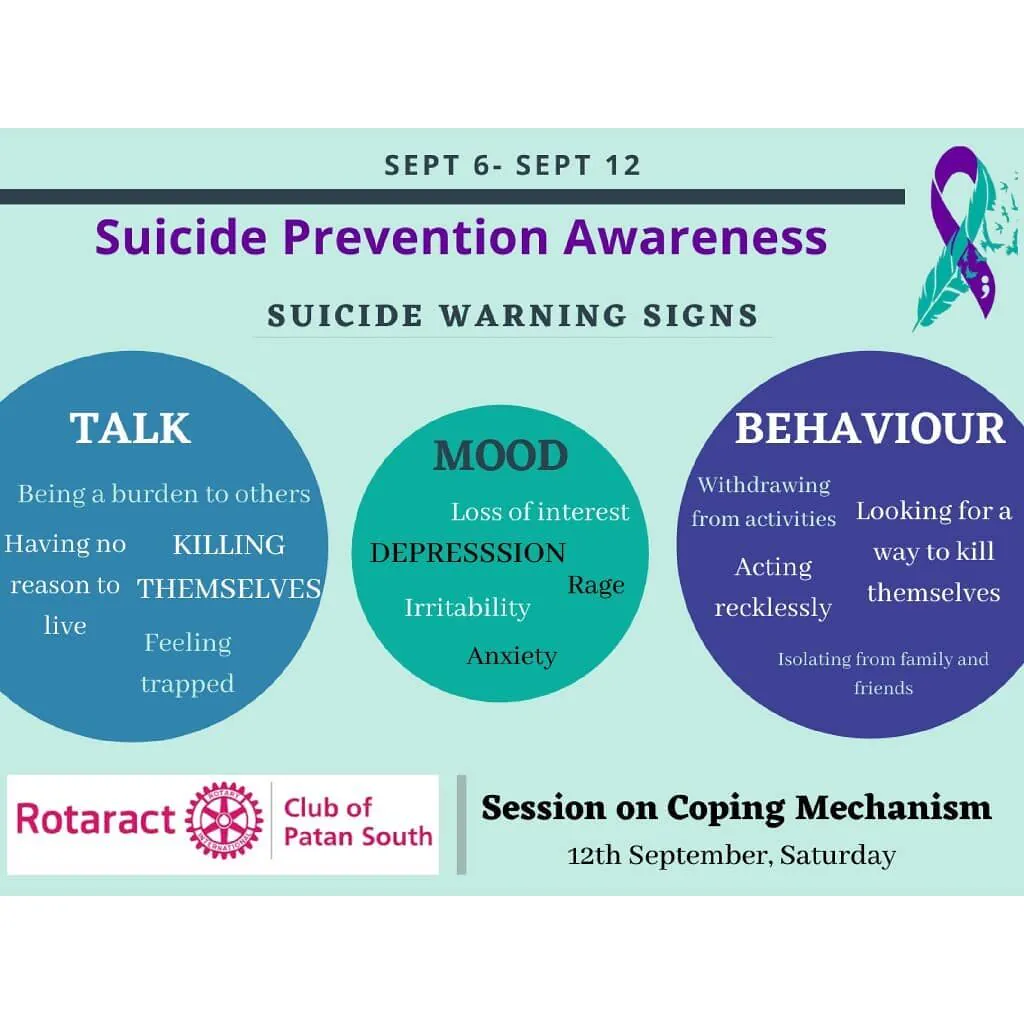 SEPT 6- SEPT 12
Suicide Prevention Awareness
SUICIDE WARNING SIGNS
TALK
Being a burden to others
Having no
reason to
live
KILLING
THEMSELVES
Feeling
trapped
MOOD
Loss of interest
DEPRESSSION
Rage
Irritability
Anxiety
BEHAVIOUR
Withdrawing
from activities
Looking for a
way to kill
themselves
Acting
recklessly
Isolating from family and
friends
;
Rotaract
ROTARY
INTERNATIONAL
Club of
Patan South
Session on Coping Mechanism
12th September, Saturday